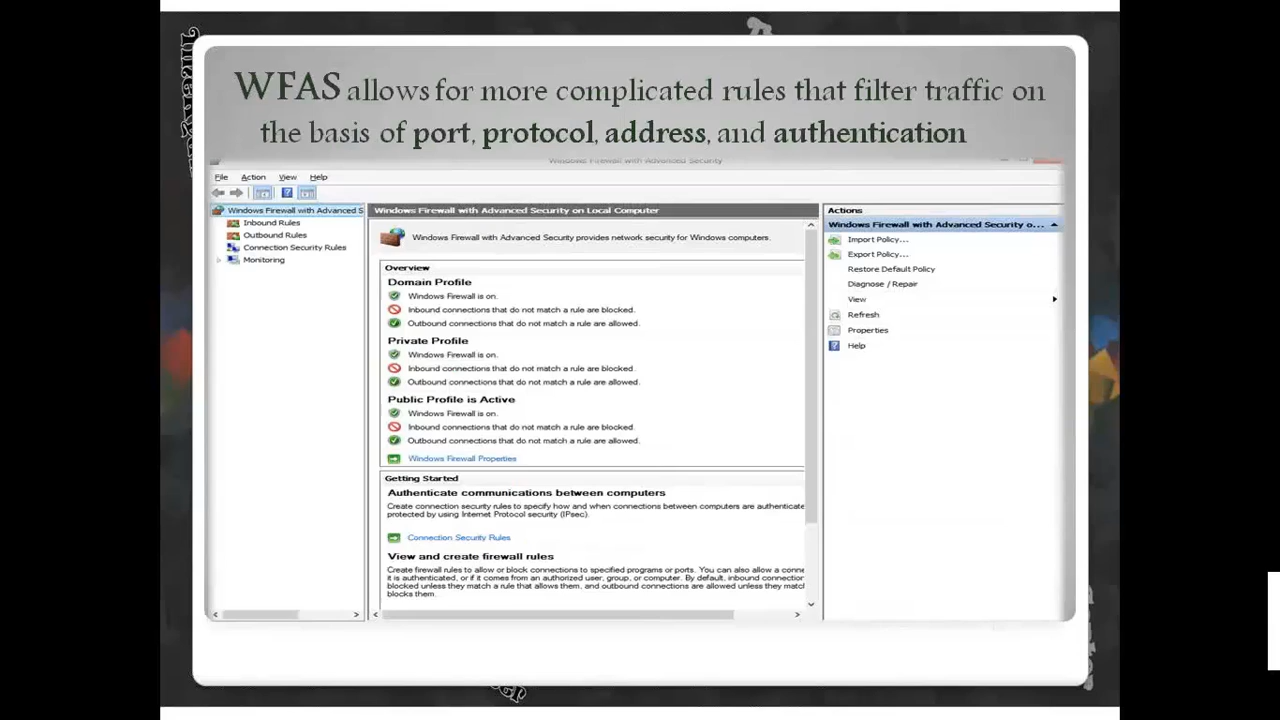 WFAS allows for more complicated rules that filter traffic on
the basis of port, protocol, address, and authentication
Windows Firewall with Advanced Security
File Action View Help
Windows Firewall with Advanced S
Inbound Rules
Outbound Rules
Connection Security Rules
Monitoring
Windows Firewall with Advanced Security on Local Computer
Windows Firewall with Advanced Security provides network security for Windows computers.
Overview
Domain Profile
Windows Firewall is on.
Inbound connections that do not match a rule are blocked.
Outbound connections that do not match a rule are allowed.
Private Profile
Windows Firewall is on.
Inbound connections that do not match a rule are blocked.
Outbound connections that do not match a rule are allowed.
Public Profile is Active
Windows Firewall is on.
Inbound connections that do not match a rule are blocked.
Outbound connections that do not match a rule are allowed.
Windows Firewall Properties
Getting Started
Authenticate communications between computers
Create connection security rules to specify how and when connections between computers are authenticate
protected by using Internet Protocol security (IPsec).
Connection Security Rules
View and create firewall rules
Create firewall rules to allow or block connections to specified programs or ports. You can also allow a conne
it is authenticated, or if it comes from an authorized user, group, or computer. By default, inbound connection
blocked unless they match a rule that allows them, and outbound connections are allowed unless they matcl
blocks them.
Actions
Windows Firewall with Advanced Security o...
Import Policy...
Export Policy...
Restore Default Policy
Diagnose / Repair
View
Refresh
Properties
Help